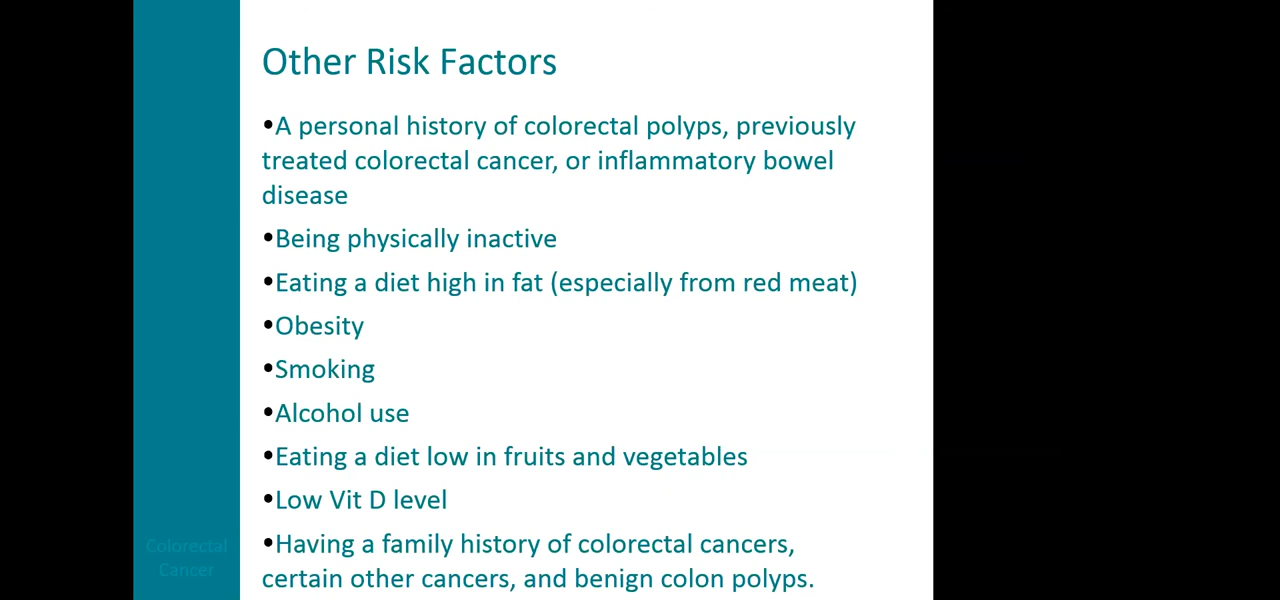 Other Risk Factors
•A personal history of colorectal polyps, previously
treated colorectal cancer, or inflammatory bowel
disease
•Being physically inactive
•Eating a diet high in fat (especially from red meat)
•Obesity
•Smoking
•Alcohol use
•Eating a diet low in fruits and vegetables
•Low Vit D level
•Having a family history of colorectal cancers,
certain other cancers, and benign colon polyps.
Colorectal
Cancer